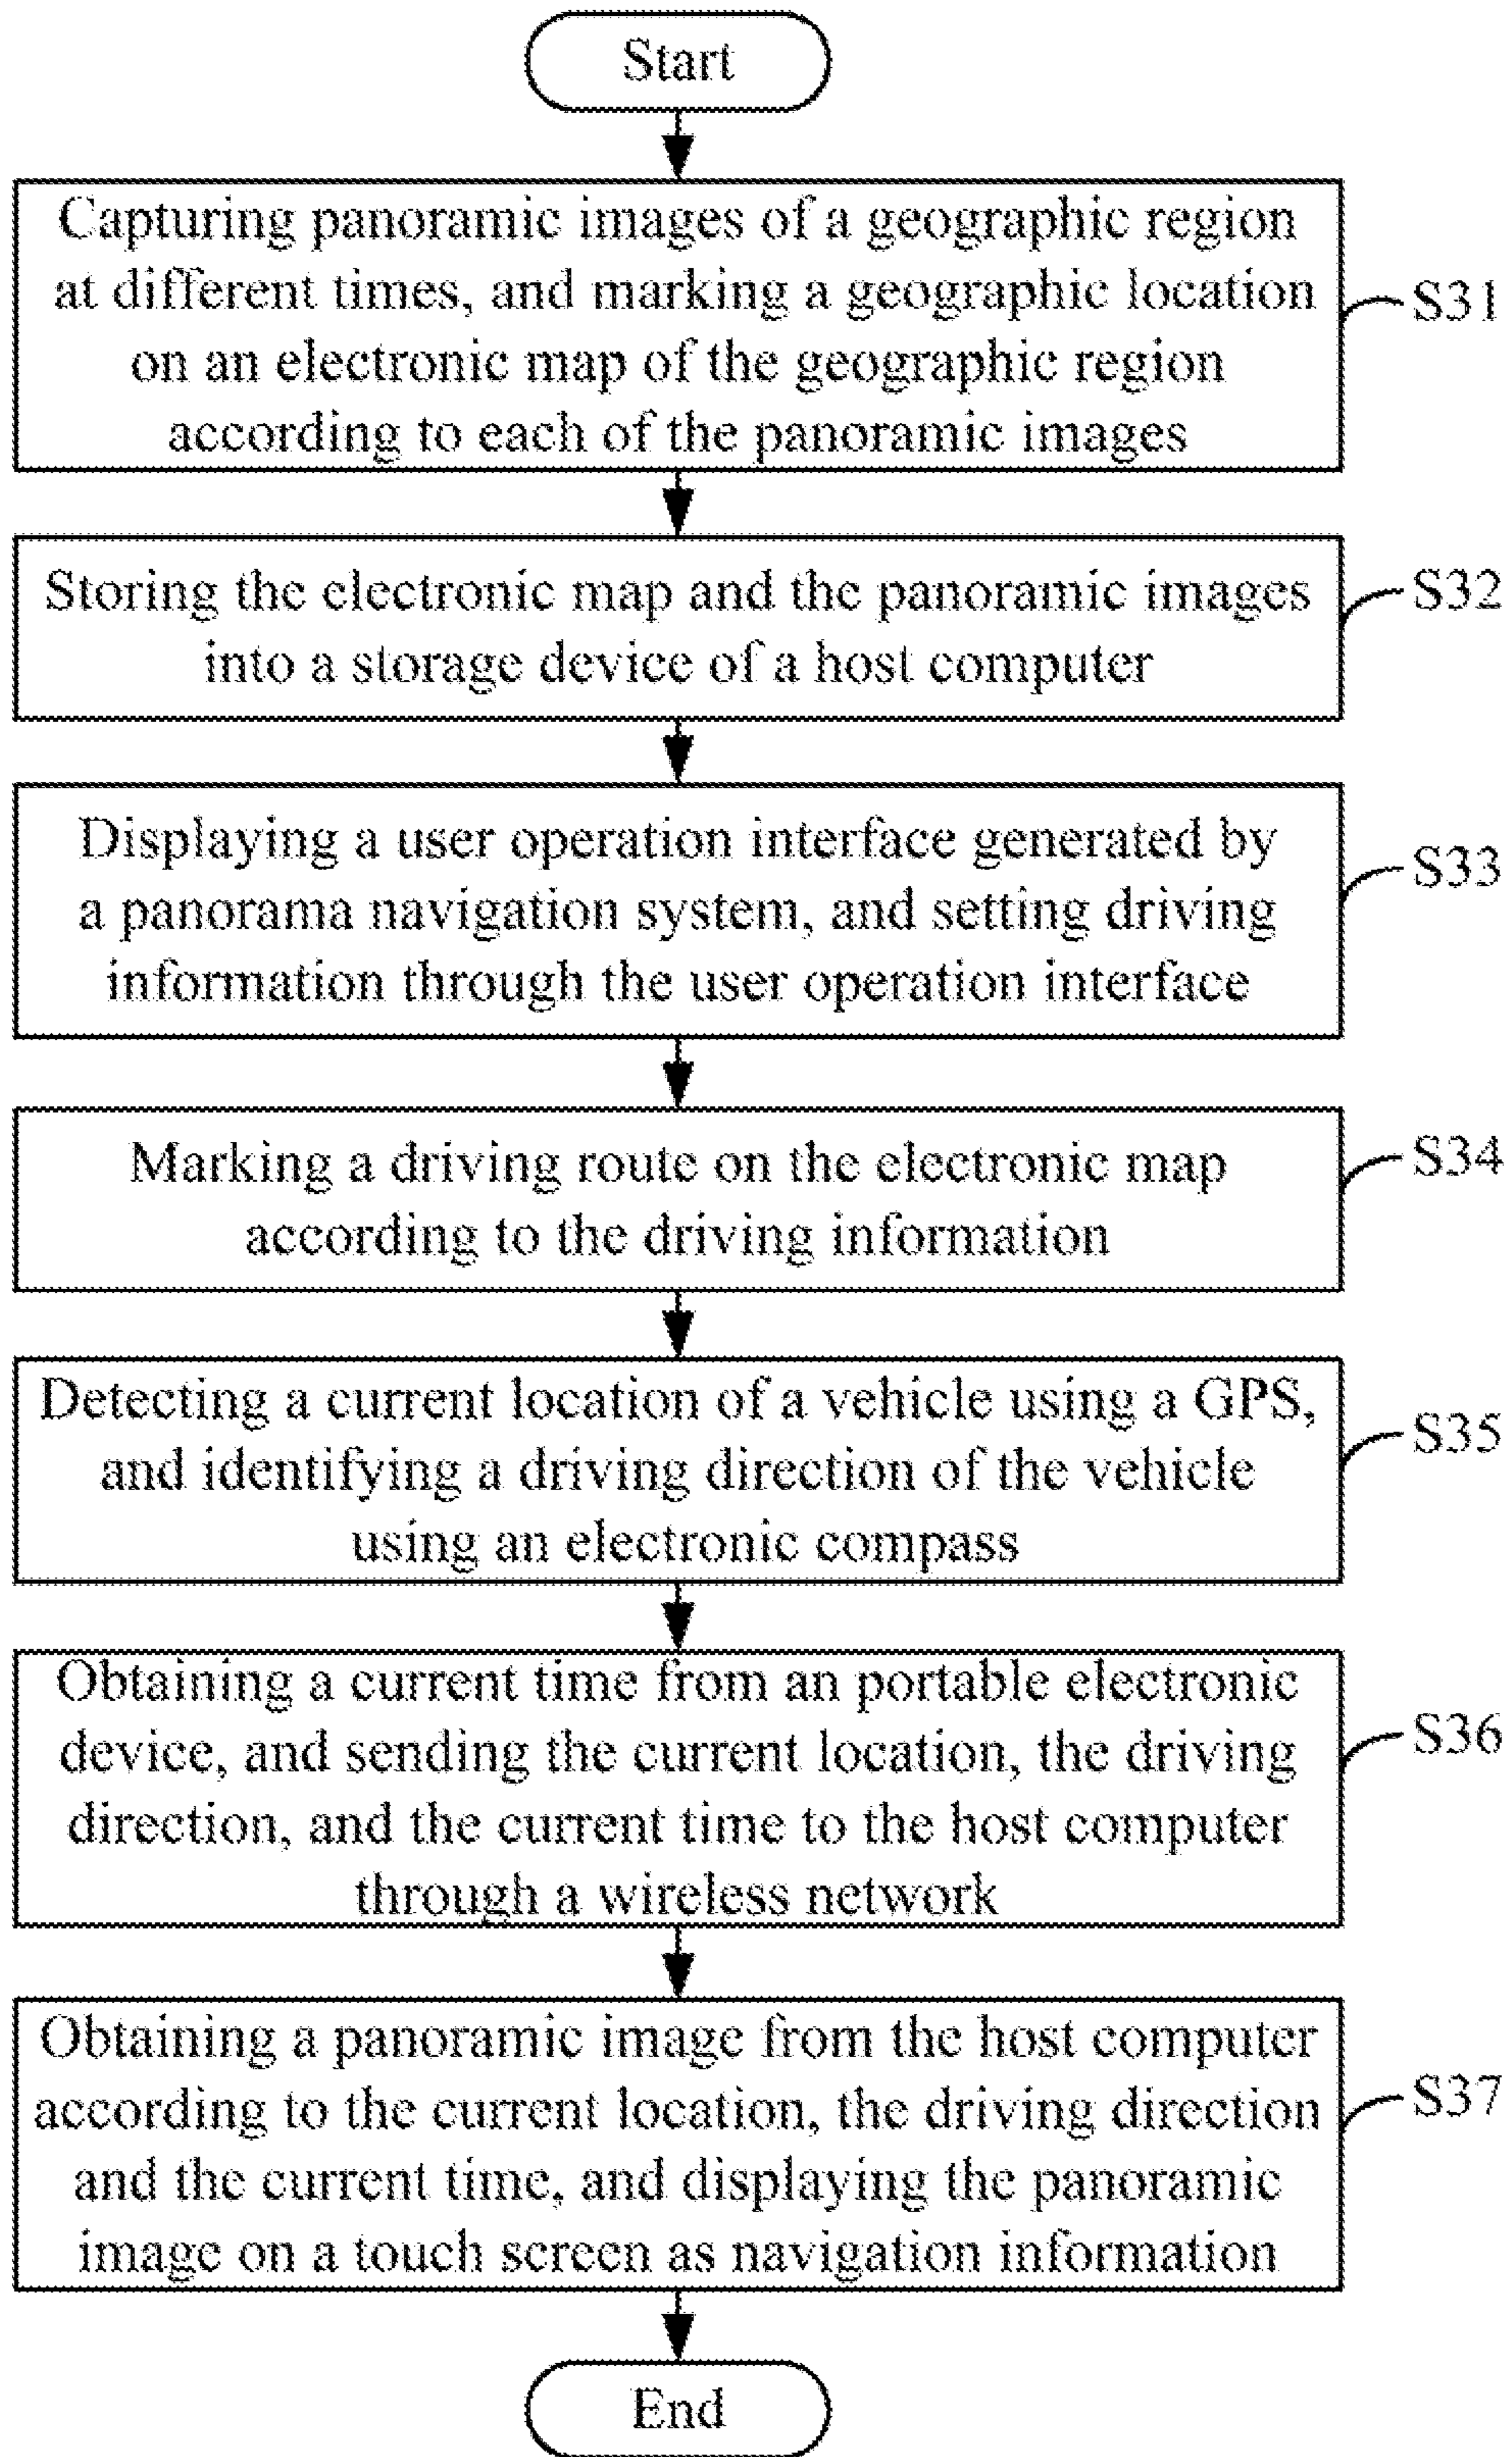 Start
Capturing panoramic images of a geographic region
at different times, and marking a geographic location
on an electronic map of the geographic region
according to each of the panoramic images
S31
Storing the electronic map and the panoramic images
into a storage device of a host computer
S32
Displaying a user operation interface generated by
a panorama navigation system, and setting driving
information through the user operation interface
S33
Marking a driving route on the electronic map
according to the driving information
S34
Detecting a current location of a vehicle using a GPS,
and identifying a driving direction of the vehicle
using an electronic compass
S35
Obtaining a current time from an portable electronic
device, and sending the current location, the driving
direction, and the current time to the host computer
through a wireless network
S36
Obtaining a panoramic image from the host computer
according to the current location, the driving direction
and the current time, and displaying the panoramic
image on a touch screen as navigation information
S37
End